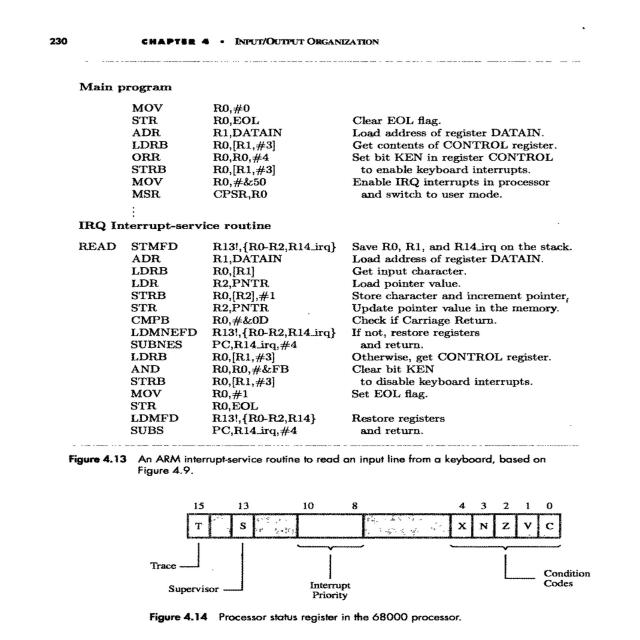 230 CHAPTER 4 • INPUT/OUTPUT ORGANIZATION
Main program
MOV R0,#0
STR R0,EOL Clear EOL flag.
ADR R1,DATAIN Load address of register DATAIN.
LDRB R0,[R1,#3] Get contents of CONTROL register.
ORR R0,R0,#4 Set bit KEN in register CONTROL
STRB R0,[R1,#3] to enable keyboard interrupts.
MOV R0,#&50 Enable IRQ interrupts in processor
MSR CPSR,R0 and switch to user mode.
⋮
IRQ Interrupt-service routine
READ STMFD R13!,{R0-R2,R14_irq} Save R0, R1, and R14_irq on the stack.
ADR R1,DATAIN Load address of register DATAIN.
LDRB R0,[R1] Get input character.
LDR R2,PNTR Load pointer value.
STRB R0,[R2],#1 Store character and increment pointer.
STR R2,PNTR Update pointer value in the memory.
CMPB R0,#&0D Check if Carriage Return.
LDMNEFD R13!,{R0-R2,R14_irq} If not, restore registers
SUBNES PC,R14_irq,#4 and return.
LDRB R0,[R1,#3] Otherwise, get CONTROL register.
AND R0,R0,#&FB Clear bit KEN
STRB R0,[R1,#3] to disable keyboard interrupts.
MOV R0,#1 Set EOL flag.
STR R0,EOL
LDMFD R13!,{R0-R2,R14} Restore registers
SUBS PC,R14_irq,#4 and return.
Figure 4.13 An ARM interrupt-service routine to read an input line from a keyboard, based on
Figure 4.9.
15 13 10 8 4 3 2 1 0
T S X N Z V C
Trace
Supervisor
Interrupt
Priority
Condition
Codes
Figure 4.14 Processor status register in the 68000 processor.